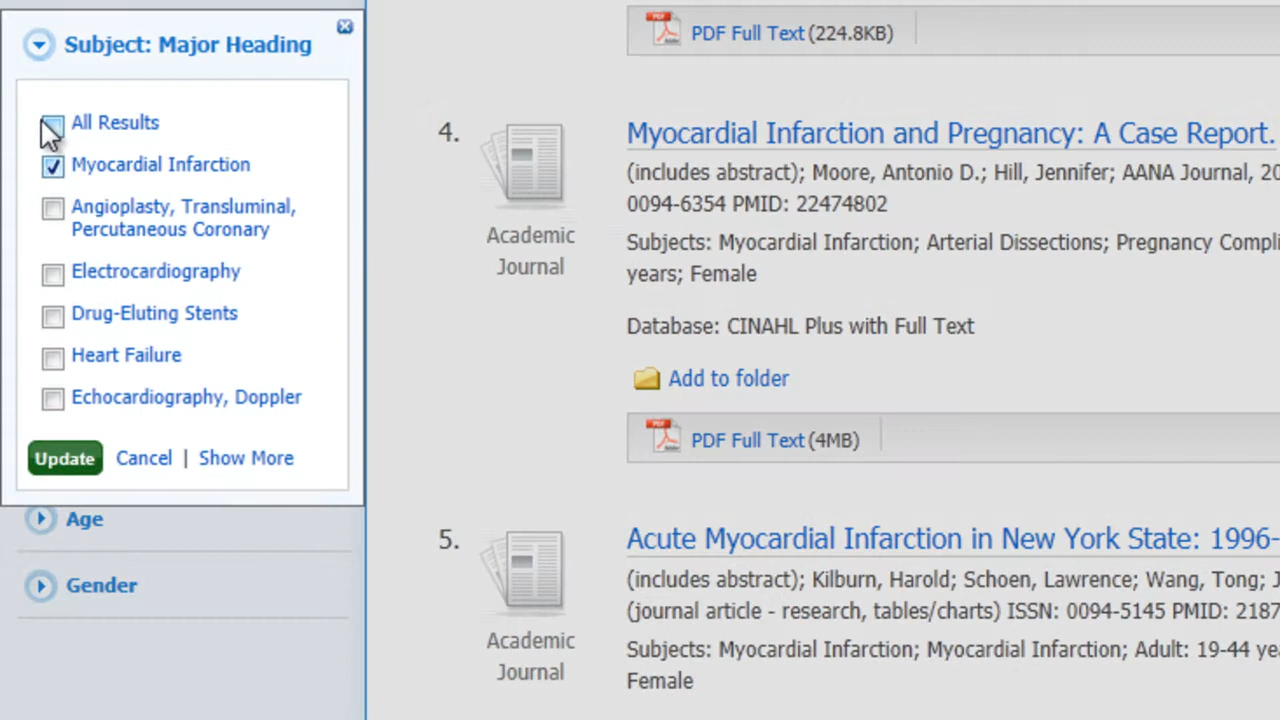 Subject: Major Heading
All Results
Myocardial Infarction
Angioplasty, Transluminal,
Percutaneous Coronary
Electrocardiography
Drug-Eluting Stents
Heart Failure
Echocardiography, Doppler
Update Cancel | Show More
Age
Gender
PDF Full Text (224.8KB)
4.
Academic
Journal
Myocardial Infarction and Pregnancy: A Case Report.
(includes abstract); Moore, Antonio D.; Hill, Jennifer; AANA Journal, 20
0094-6354 PMID: 22474802
Subjects: Myocardial Infarction; Arterial Dissections; Pregnancy Compli
years; Female
Database: CINAHL Plus with Full Text
Add to folder
PDF Full Text (4MB)
5.
Academic
Journal
Acute Myocardial Infarction in New York State: 1996-
(includes abstract); Kilburn, Harold; Schoen, Lawrence; Wang, Tong; J
(journal article - research, tables/charts) ISSN: 0094-5145 PMID: 2187
Subjects: Myocardial Infarction; Myocardial Infarction; Adult: 19-44 yea
Female